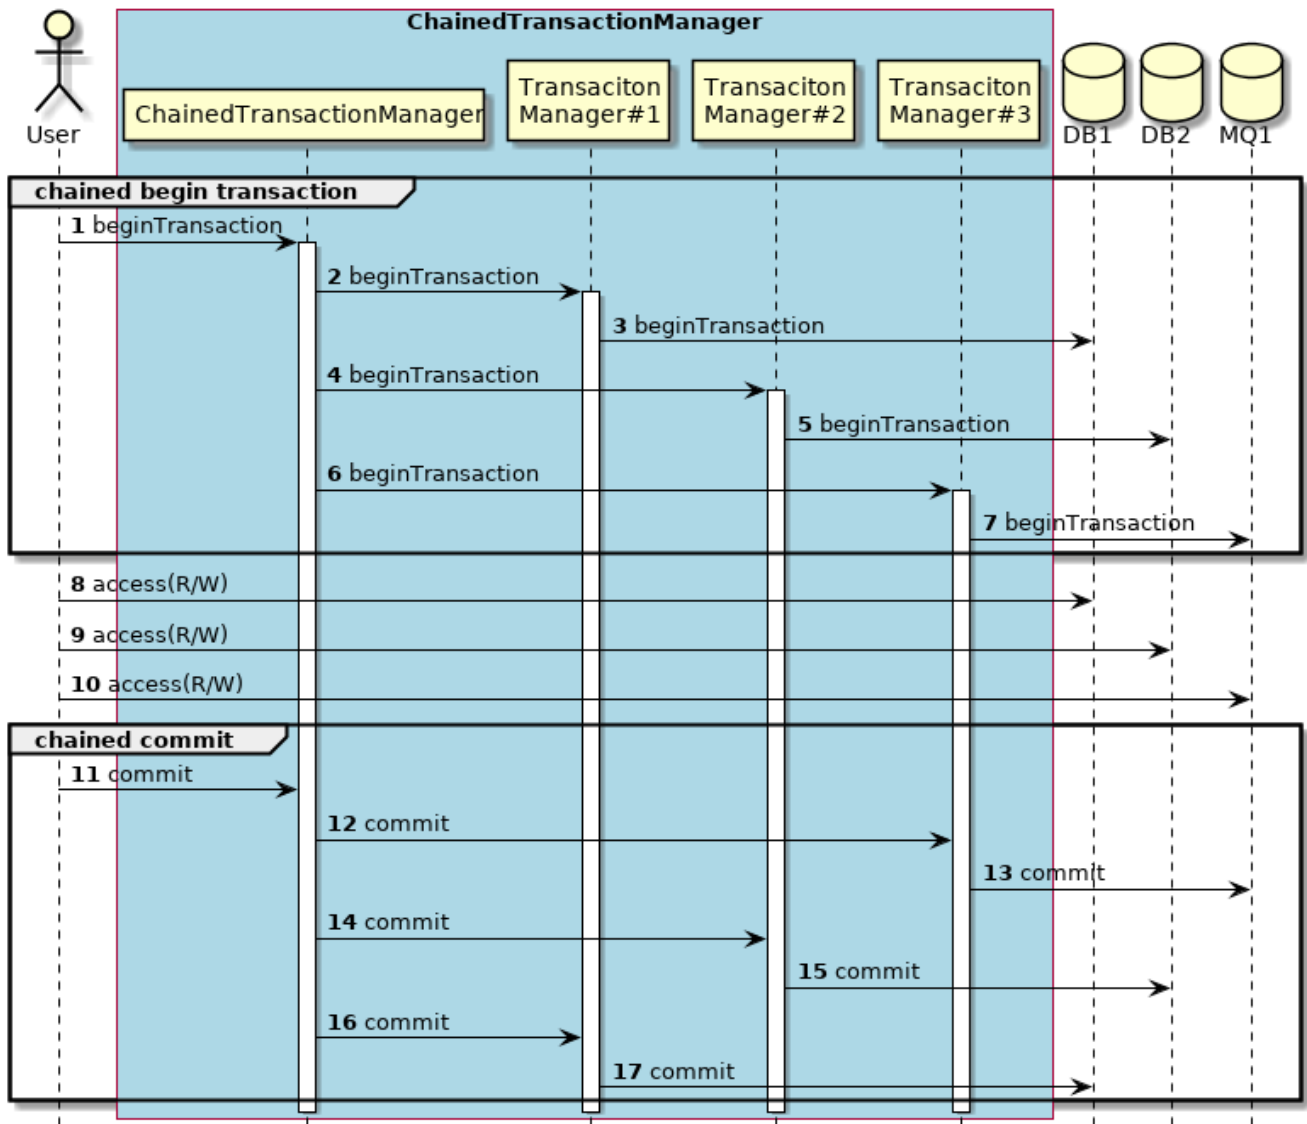 ChainedTransactionManager
User
ChainedTransactionManager
Transaciton
Manager#1
Transaciton
Manager#2
Transaciton
Manager#3
DB1
DB2
MQ1
chained begin transaction
1 beginTransaction
2 beginTransaction
3 beginTransaction
4 beginTransaction
5 beginTransaction
6 beginTransaction
7 beginTransaction
8 access(R/W)
9 access(R/W)
10 access(R/W)
chained commit
11 commit
12 commit
13 commit
14 commit
15 commit
16 commit
17 commit